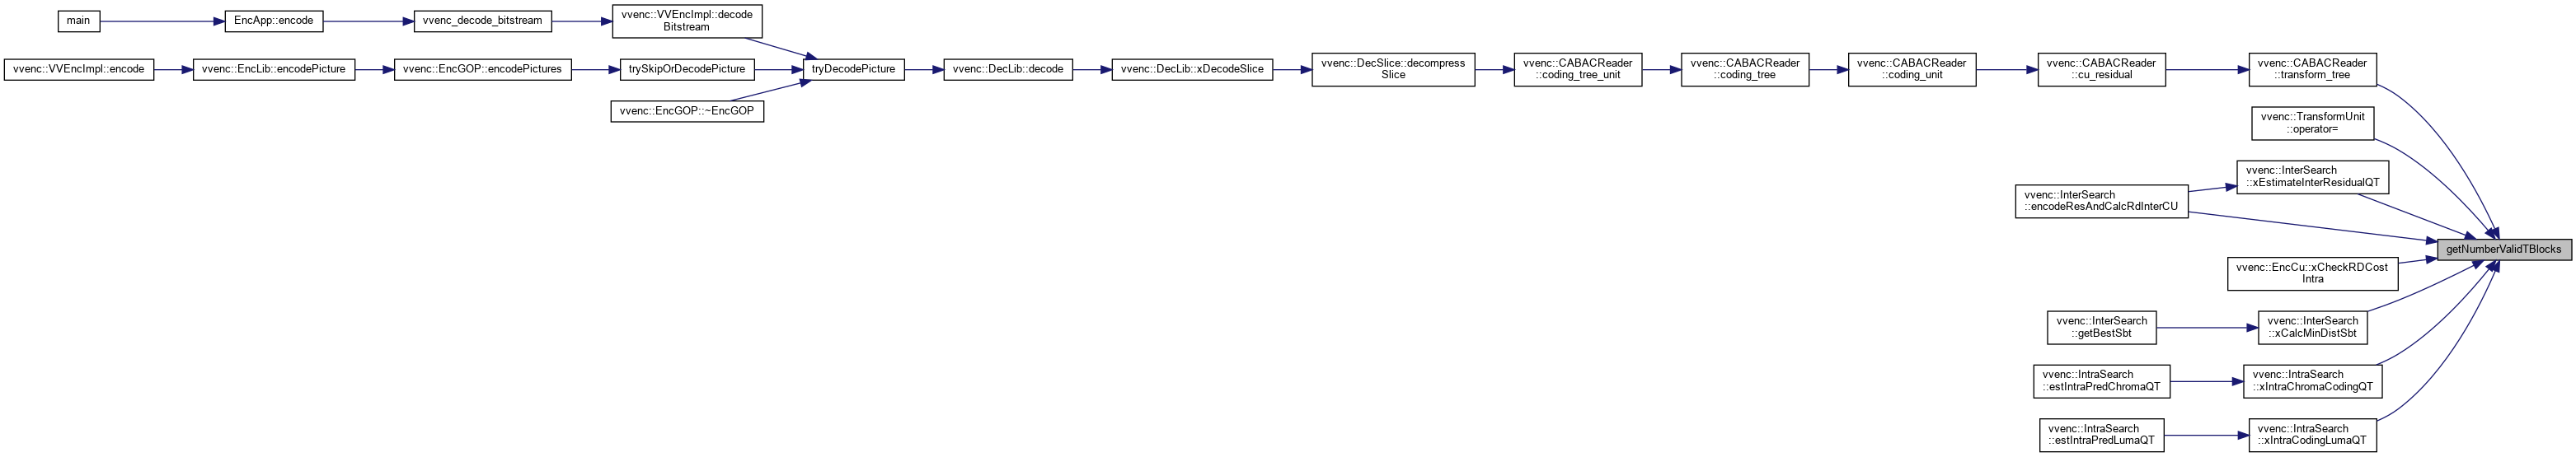 main
EncApp::encode
vvenc_decode_bitstream
vvenc::VVEncImpl::decode
Bitstream
vvenc::VVEncImpl::encode
vvenc::EncLib::encodePicture
vvenc::EncGOP::encodePictures
trySkipOrDecodePicture
tryDecodePicture
vvenc::DecLib::decode
vvenc::DecLib::xDecodeSlice
vvenc::DecSlice::decompress
Slice
vvenc::CABACReader
::coding_tree_unit
vvenc::CABACReader
::coding_tree
vvenc::CABACReader
::coding_unit
vvenc::CABACReader
::cu_residual
vvenc::CABACReader
::transform_tree
vvenc::EncGOP::~EncGOP
vvenc::TransformUnit
::operator=
vvenc::InterSearch
::xEstimateInterResidualQT
vvenc::InterSearch
::encodeResAndCalcRdInterCU
getNumberValidTBlocks
vvenc::EncCu::xCheckRDCost
Intra
vvenc::InterSearch
::getBestSbt
vvenc::InterSearch
::xCalcMinDistSbt
vvenc::IntraSearch
::estIntraPredChromaQT
vvenc::IntraSearch
::xIntraChromaCodingQT
vvenc::IntraSearch
::estIntraPredLumaQT
vvenc::IntraSearch
::xIntraCodingLumaQT